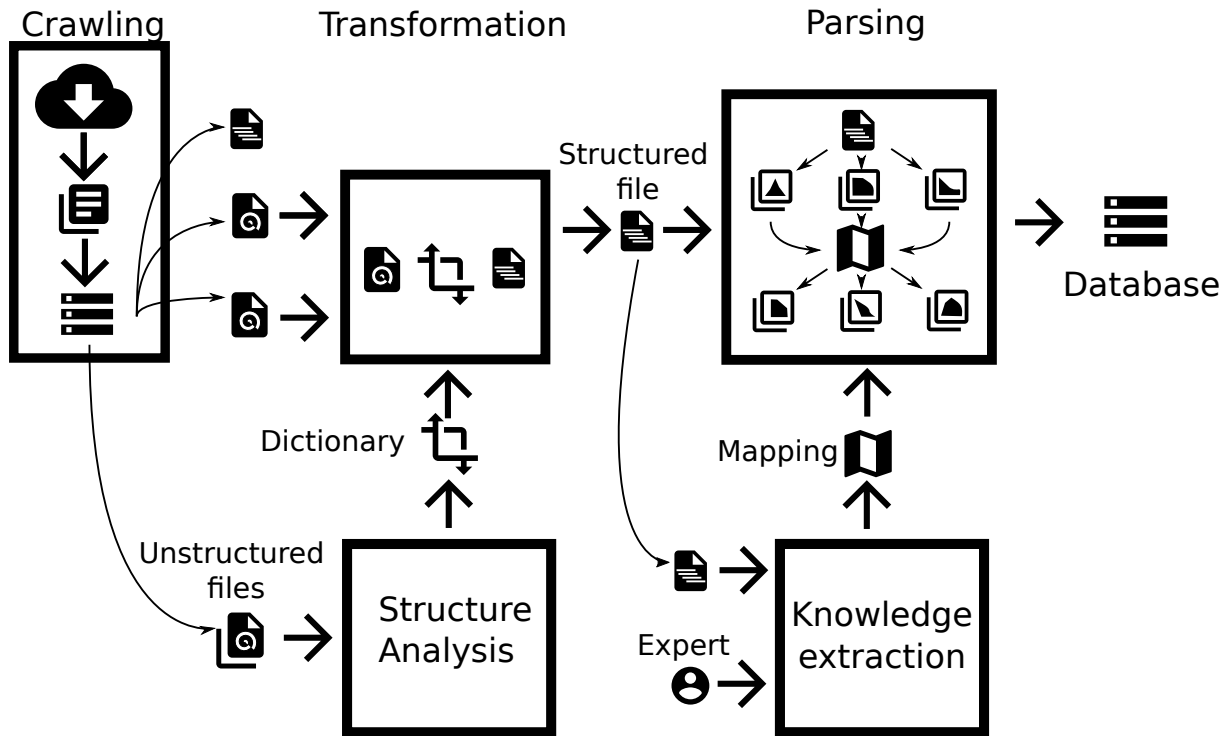 Crawling
Transformation
Parsing
Structured
file
Database
Dictionary
Mapping
Unstructured
files
Structure
Analysis
Knowledge
extraction
Expert